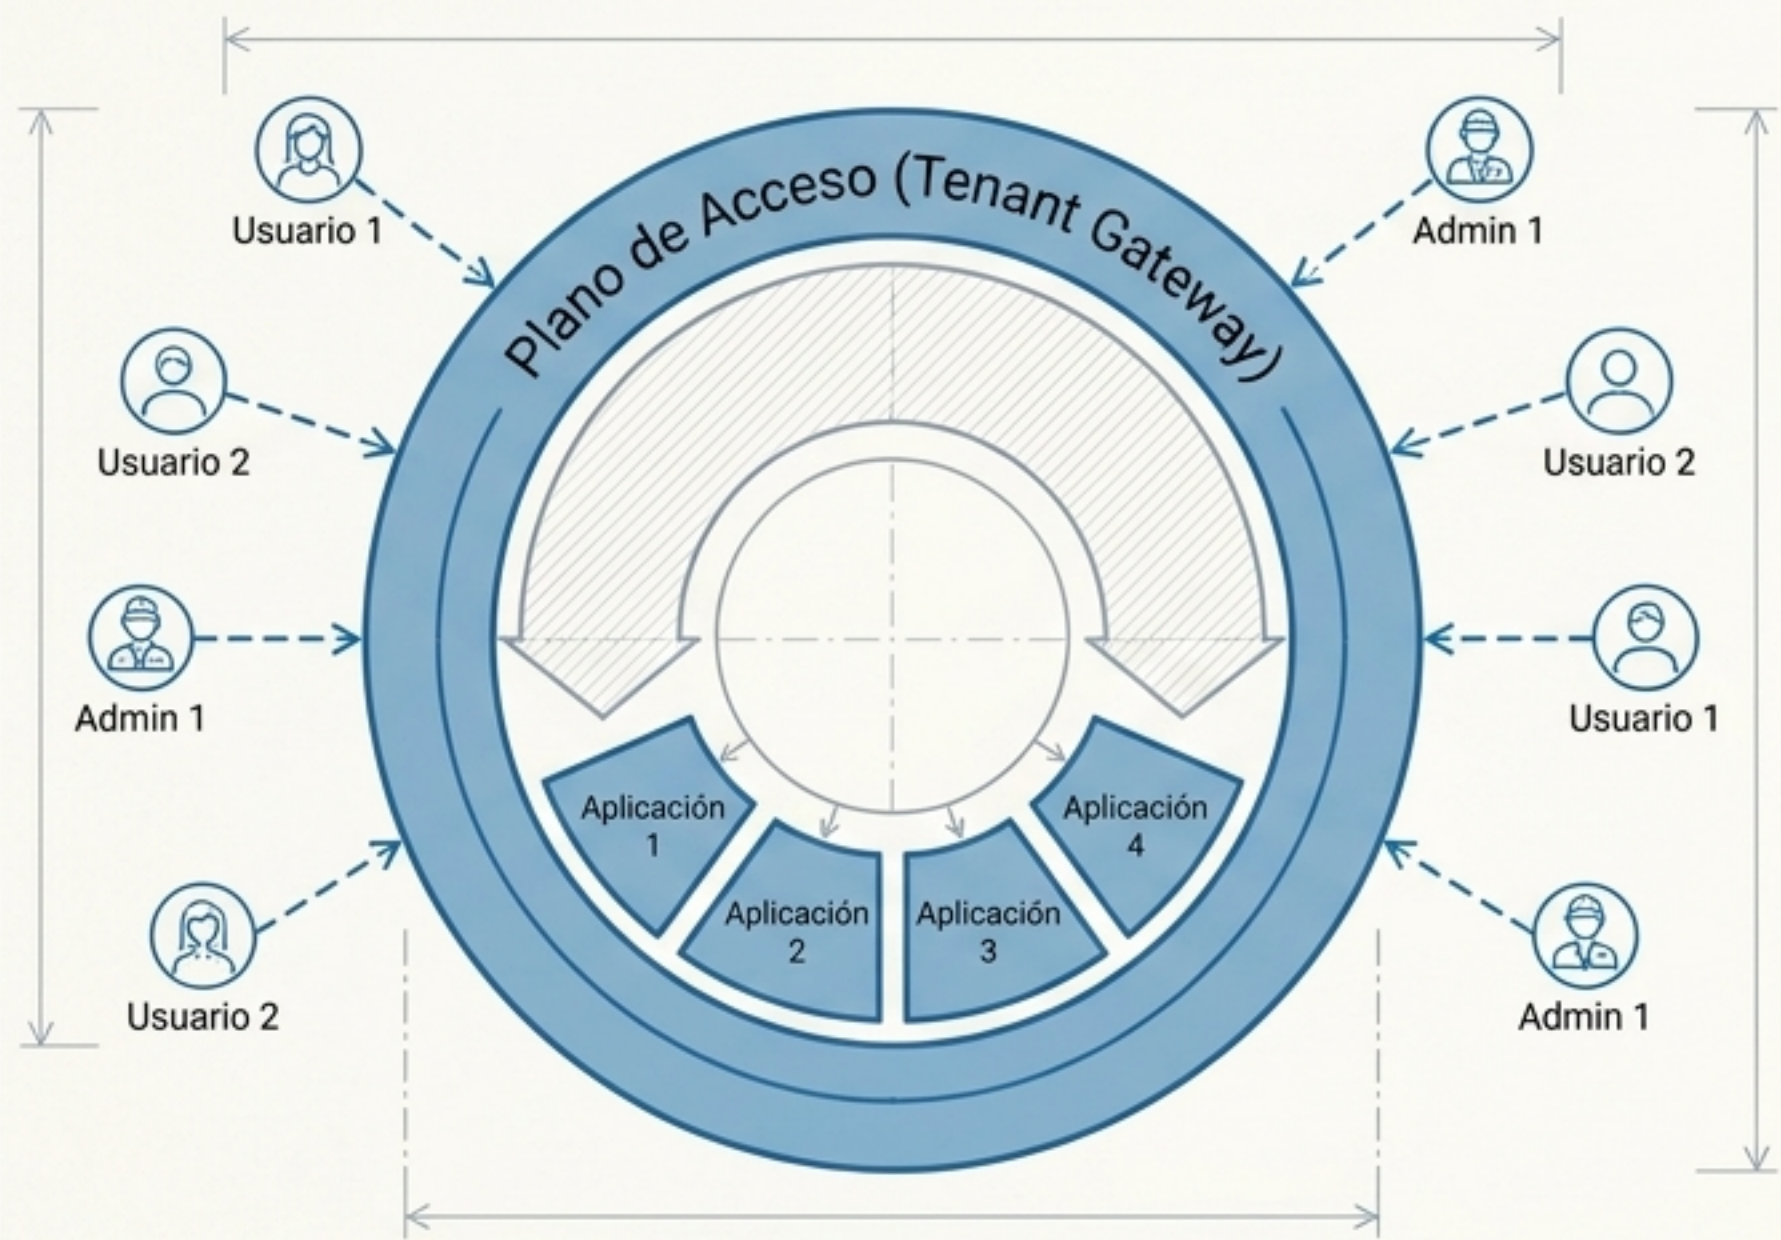 Plano de Acceso (Tenant Gateway)
Usuario 1
Admin 1
Usuario 2
Usuario 2
Admin 1
Usuario 1
Usuario 2
Admin 1
Aplicación
1
Aplicación
2
Aplicación
3
Aplicación
4